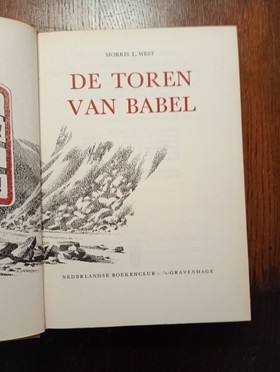 MORRIS L. WEST
DE TOREN
VAN BABEL
NEDERLANDSE BOEKENCLUB – 's-GRAVENHAGE